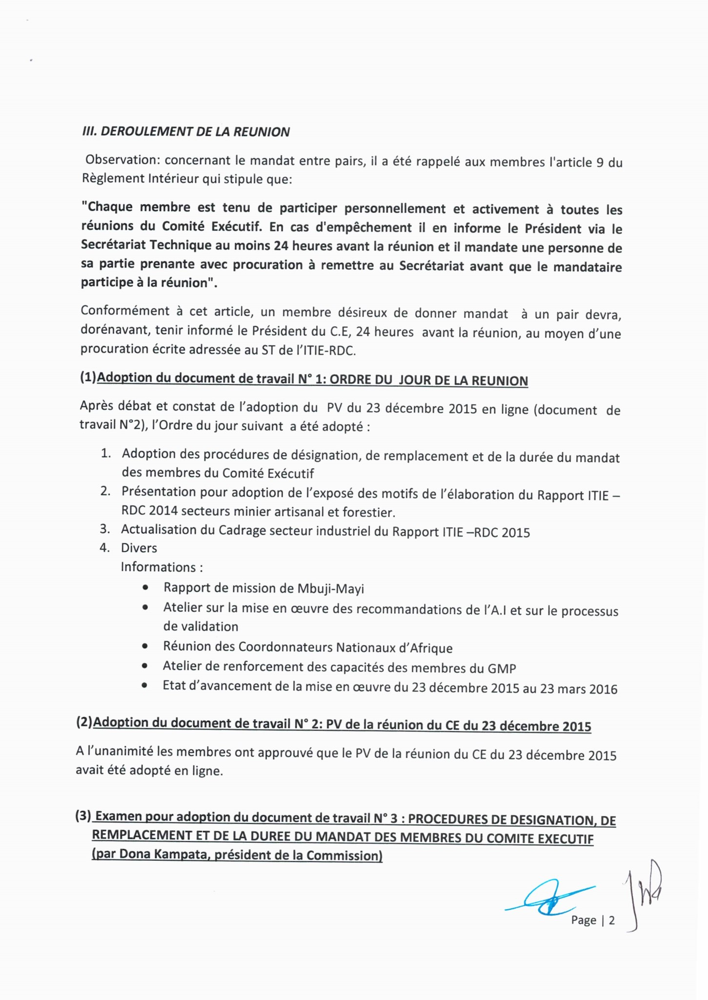 III. DEROULEMENT DE LA REUNION
Observation: concernant le mandat entre pairs, il a été rappelé aux membres l'article 9 du
Règlement Intérieur qui stipule que:
"Chaque membre est tenu de participer personnellement et activement à toutes les
réunions du Comité Exécutif. En cas d'empêchement il en informe le Président via le
Secrétariat Technique au moins 24 heures avant la réunion et il mandate une personne de
sa partie prenante avec procuration à remettre au Secrétariat avant que le mandataire
participe à la réunion".
Conformément à cet article, un membre désireux de donner mandat à un pair devra,
dorénavant, tenir informé le Président du C.E, 24 heures avant la réunion, au moyen d'une
procuration écrite adressée au ST de l'ITIE-RDC.
(1)Adoption du document de travail N° 1: ORDRE DU JOUR DE LA REUNION
Après débat et constat de l'adoption du PV du 23 décembre 2015 en ligne (document de
travail N°2), l'Ordre du jour suivant a été adopté :
1. Adoption des procédures de désignation, de remplacement et de la durée du mandat
des membres du Comité Exécutif
2. Présentation pour adoption de l'exposé des motifs de l'élaboration du Rapport ITIE –
RDC 2014 secteurs minier artisanal et forestier.
3. Actualisation du Cadrage secteur industriel du Rapport ITIE –RDC 2015
4. Divers
Informations :
• Rapport de mission de Mbuji-Mayi
• Atelier sur la mise en œuvre des recommandations de l'A.I et sur le processus
de validation
• Réunion des Coordonnateurs Nationaux d'Afrique
• Atelier de renforcement des capacités des membres du GMP
• Etat d'avancement de la mise en œuvre du 23 décembre 2015 au 23 mars 2016
(2)Adoption du document de travail N° 2: PV de la réunion du CE du 23 décembre 2015
A l'unanimité les membres ont approuvé que le PV de la réunion du CE du 23 décembre 2015
avait été adopté en ligne.
(3) Examen pour adoption du document de travail N° 3 : PROCEDURES DE DESIGNATION, DE
REMPLACEMENT ET DE LA DUREE DU MANDAT DES MEMBRES DU COMITE EXECUTIF
(par Dona Kampata, président de la Commission)
Page | 2